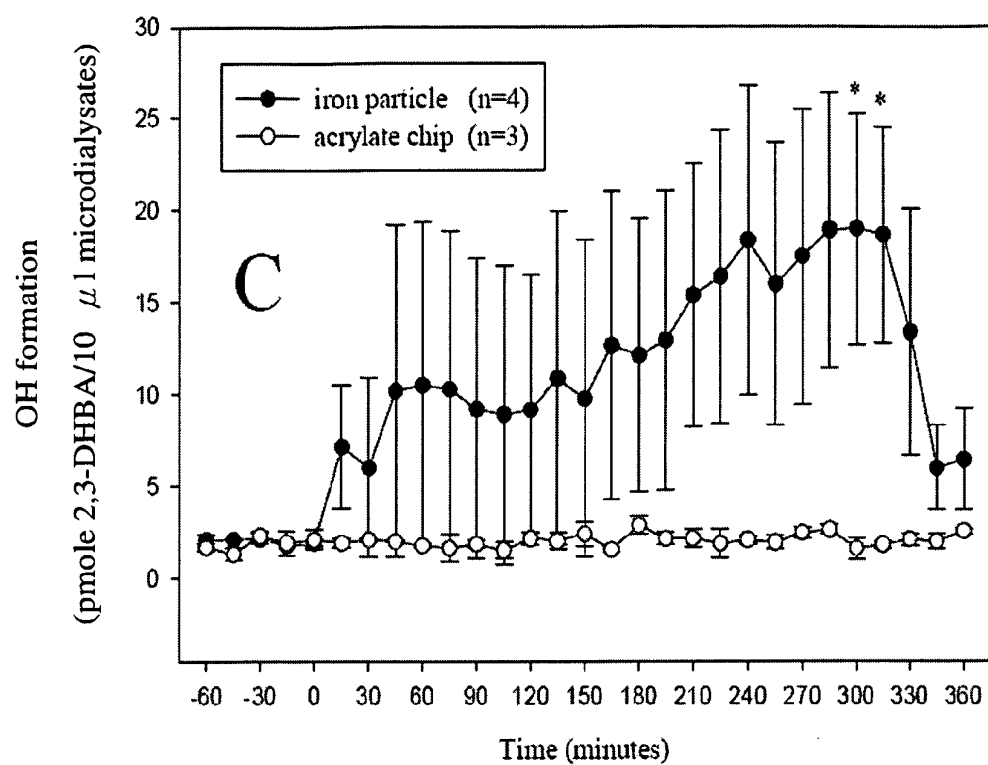 30
25
20
15
10
5
0
OH formation
(pmole 2,3-DHBA/10 μl microdialysates)
iron particle (n=4)
acrylate chip (n=3)
C
* *
-60 -30 0 30 60 90 120 150 180 210 240 270 300 330 360
Time (minutes)